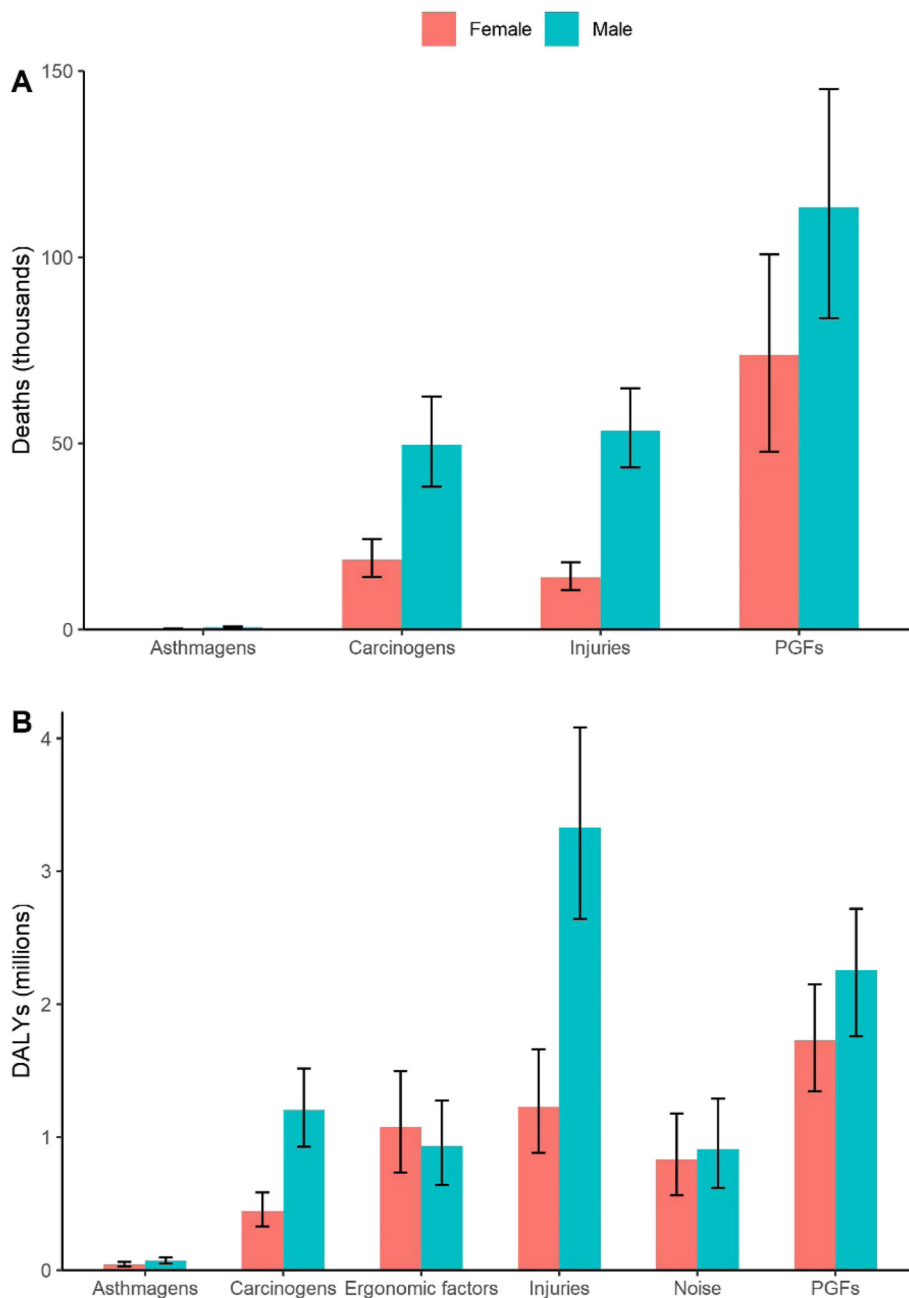 Female Male
A
150
100
50
0
Deaths (thousands)
Asthmagens Carcinogens Injuries PGFs
B
4
3
2
1
0
DALYs (millions)
Asthmagens Carcinogens Ergonomic factors Injuries Noise PGFs